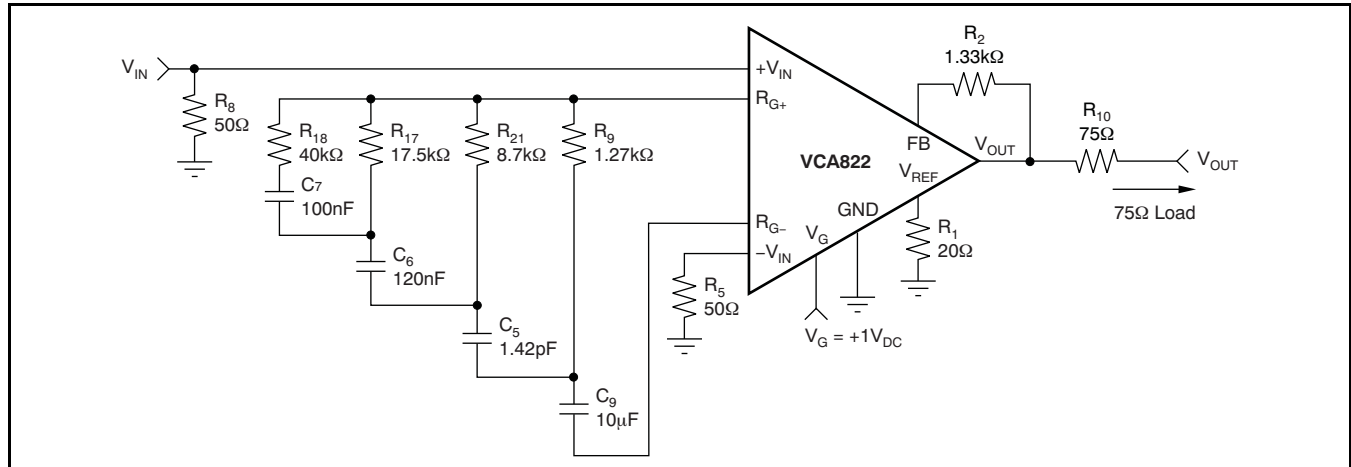 V_IN
R_8
50Ω
R_18
40kΩ
C_7
100nF
R_17
17.5kΩ
C_6
120nF
R_21
8.7kΩ
C_5
1.42pF
R_9
1.27kΩ
C_9
10μF
+V_IN
R_G+
R_G−
−V_IN
R_5
50Ω
VCA822
FB
V_OUT
V_REF
GND
V_G
V_G = +1V_DC
R_1
20Ω
R_2
1.33kΩ
R_10
75Ω
V_OUT
75Ω Load